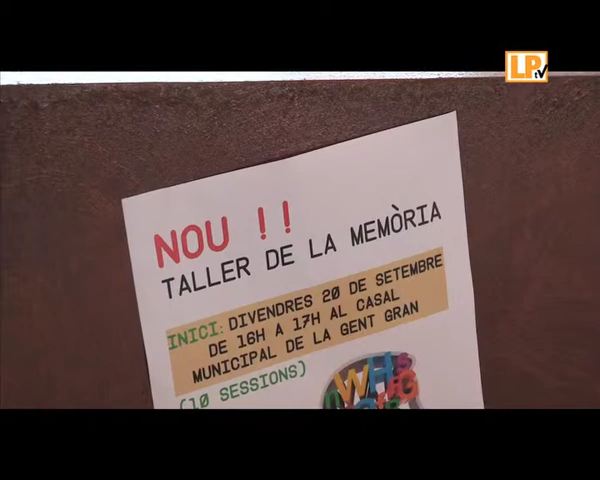 LP
tv
NOU !!
TALLER DE LA MEMÒRIA
INICI: DIVENDRES 20 DE SETEMBRE
DE 16H A 17H AL CASAL
MUNICIPAL DE LA GENT GRAN
(10 SESSIONS)